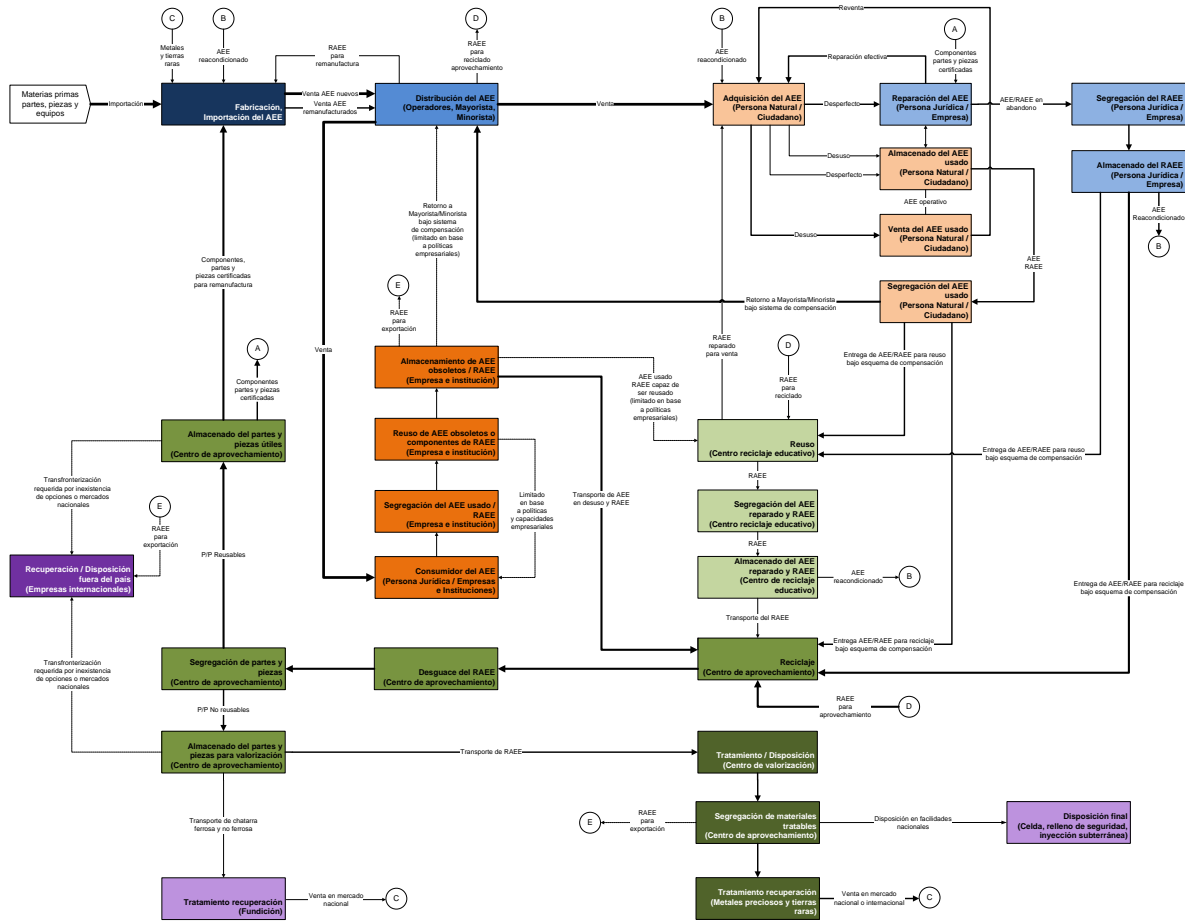 C
B
D
B
Reventa
A
Metales
y tierras
raras
AEE
reacondicionado
RAEE
para
remanufactura
RAEE
para
reciclado
aprovechamiento
AEE
reacondicionado
Reparación efectiva
Componentes
partes y piezas
certificadas
Materias primas
partes, piezas y
equipos
Importación
Fabricación,
Importación del AEE
Venta AEE nuevos
Venta AEE
remanufacturados
Distribución del AEE
(Operadores, Mayorista,
Minorista)
Venta
Adquisición del AEE
(Persona Natural /
Ciudadano)
Desperfecto
Reparación del AEE
(Persona Jurídica /
Empresa)
AEE/RAEE en
abandono
Segregación del RAEE
(Persona Jurídica /
Empresa)
Desuso
Desperfecto
Almacenado del AEE
usado
(Persona Natural /
Ciudadano)
Almacenado del RAEE
(Persona Jurídica /
Empresa)
AEE operativo
Desuso
Venta del AEE usado
(Persona Natural /
Ciudadano)
AEE
Reacondicionado
B
AEE
RAEE
Retorno a
Mayorista/Minorista
bajo sistema
de compensación
(limitado en base
a políticas
empresariales)
Componentes,
partes y
piezas certificadas
para remanufactura
E
RAEE
para
exportación
Retorno a Mayorista/Minorista
bajo sistema de compensación
Segregación del AEE
usado
(Persona Natural /
Ciudadano)
Venta
A
Componentes
partes y piezas
certificadas
Almacenamiento de AEE
obsoletos / RAEE
(Empresa e institución)
AEE usado
RAEE capaz de
ser reusado
(limitado en base
a políticas
empresariales)
RAEE
reparado
para venta
D
RAEE
para
reciclado
Entrega de AEE/RAEE para reuso
bajo esquema de compensación
Almacenado del partes y
piezas útiles
(Centro de aprovechamiento)
Reuso de AEE obsoletos o
componentes de RAEE
(Empresa e institución)
Reuso
(Centro reciclaje educativo)
Entrega de AEE/RAEE para reuso
bajo esquema de compensación
Transfronterización
requerida por inexistencia
de opciones o mercados
nacionales
E
RAEE
para
exportación
Segregación del AEE usado /
RAEE
(Empresa e institución)
Limitado
en base
a políticas
y capacidades
empresariales
Transporte de AEE
en desuso y RAEE
RAEE
Segregación del AEE
reparado y RAEE
(Centro reciclaje educativo)
RAEE
P/P Reusables
Recuperación / Disposición
fuera del país
(Empresas internacionales)
Consumidor del AEE
(Persona Jurídica / Empresas
e Instituciones)
Almacenado del AEE
reparado y RAEE
(Centro de reciclaje
educativo)
AEE
reacondicionado
B
Entrega de AEE/RAEE para reciclaje
bajo esquema de compensación
Transporte del RAEE
Transfronterización
requerida por inexistencia
de opciones o mercados
nacionales
Segregación de partes y
piezas
(Centro de aprovechamiento)
Desguace del RAEE
(Centro de aprovechamiento)
Reciclaje
(Centro de aprovechamiento)
Entrega AEE/RAEE para reciclaje
bajo esquema de compensación
P/P No reusables
RAEE
para
aprovechamiento
D
Almacenado del partes y
piezas para valorización
(Centro de aprovechamiento)
Transporte de RAEE
Tratamiento / Disposición
(Centro de valorización)
Transporte de chatarra
ferrosa y no ferrosa
E
RAEE
para
exportación
Segregación de materiales
tratables
(Centro de aprovechamiento)
Disposición en facilidades
nacionales
Disposición final
(Celda, relleno de seguridad,
inyección subterránea)
Tratamiento recuperación
(Fundición)
Venta en mercado
nacional
C
Tratamiento recuperación
(Metales preciosos y tierras
raras)
Venta en mercado
nacional o internacional
C